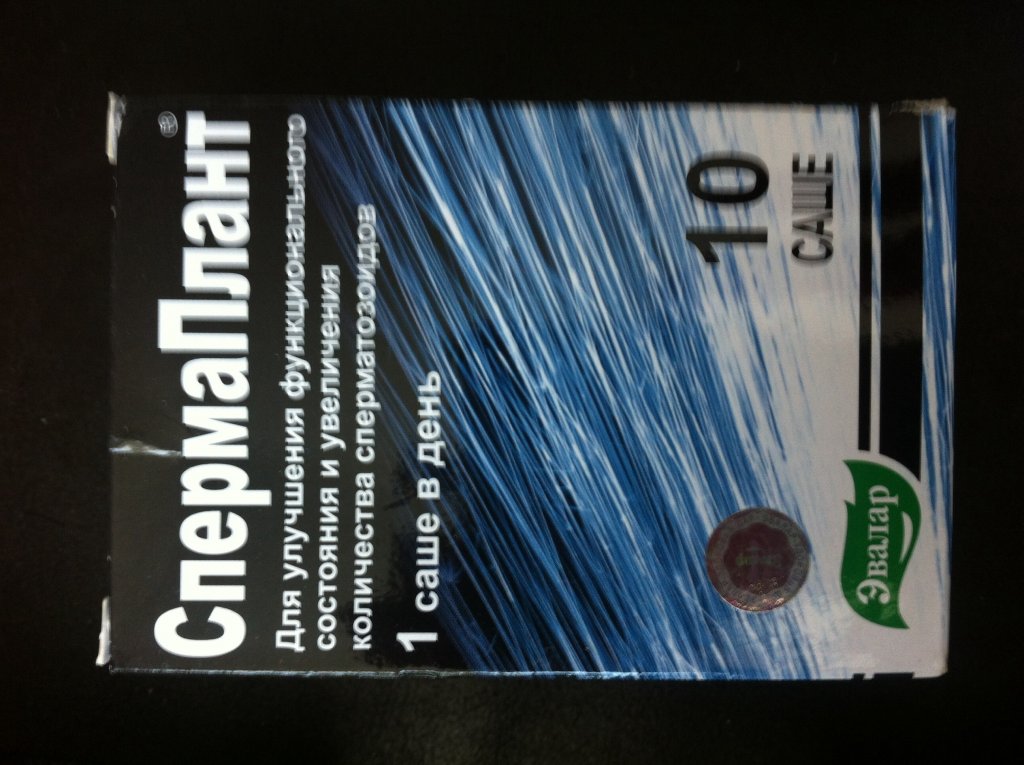 СпермаПлант®
Для улучшения функционального
состояния и увеличения
количества сперматозоидов
1 саше в день
10
САШЕ
Эвалар